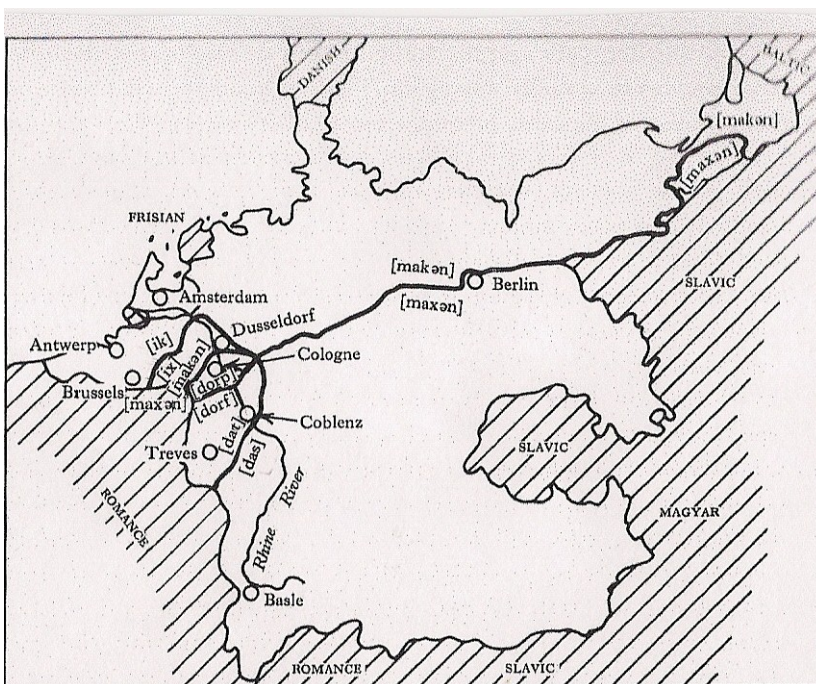 DANISH
BALTIC
[makən]
[maxən]
FRISIAN
[makən]
[maxən]
Berlin
SLAVIC
Amsterdam
Dusseldorf
Antwerp
[ik]
[ix]
[makən]
[maxən]
Cologne
Brussels
[dorp]
[dorf]
Coblenz
[dat]
[das]
Treves
SLAVIC
ROMANCE
Rhine River
MAGYAR
Basle
ROMANCE
SLAVIC